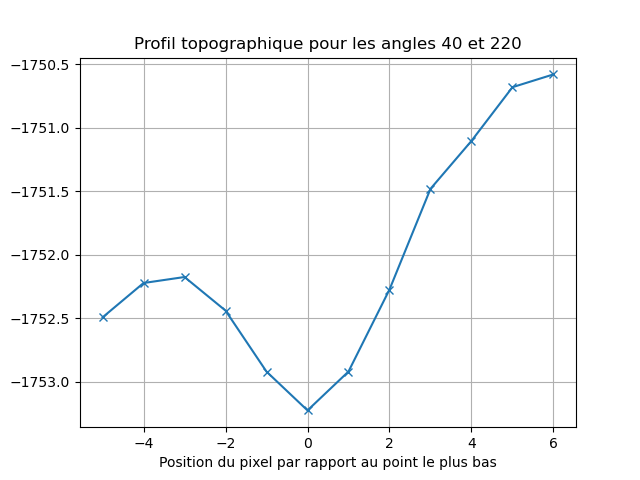 Profil topographique pour les angles 40 et 220
−1750.5
−1751.0
−1751.5
−1752.0
−1752.5
−1753.0
−4 −2 0 2 4 6
Position du pixel par rapport au point le plus bas